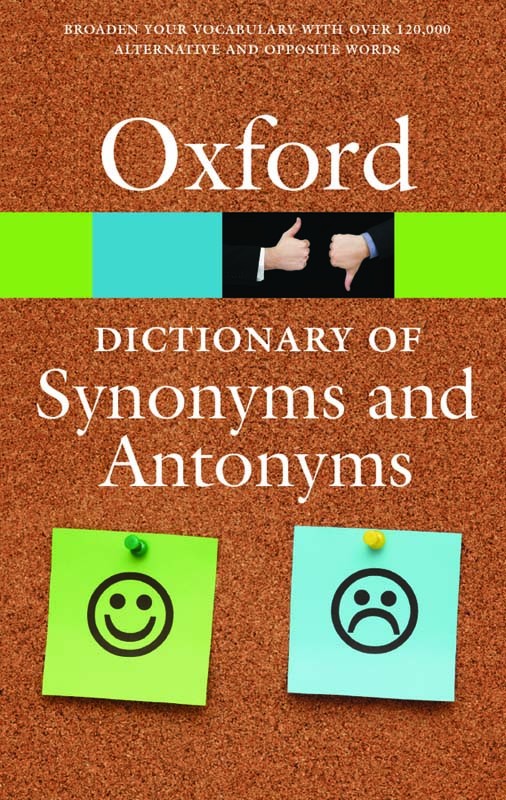 BROADEN YOUR VOCABULARY WITH OVER 120,000
ALTERNATIVE AND OPPOSITE WORDS
Oxford
DICTIONARY OF
Synonyms and
Antonyms